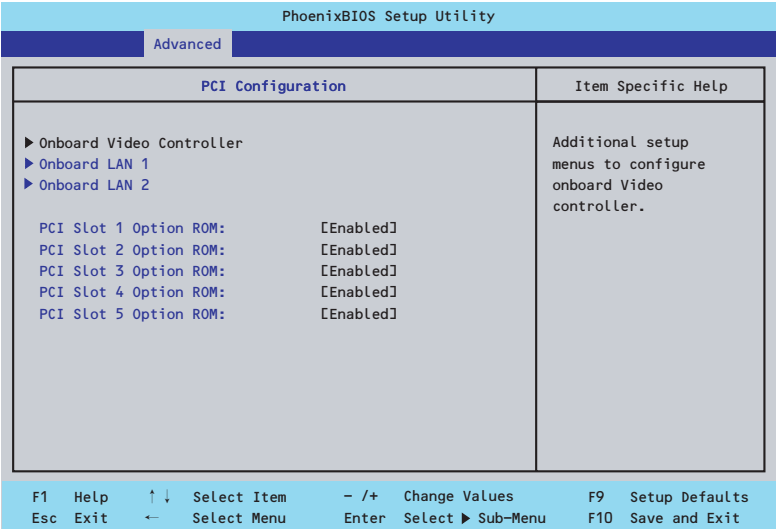 PhoenixBIOS Setup Utility
Advanced
PCI Configuration
Item Specific Help
▶ Onboard Video Controller
▶ Onboard LAN 1
▶ Onboard LAN 2
PCI Slot 1 Option ROM: [Enabled]
PCI Slot 2 Option ROM: [Enabled]
PCI Slot 3 Option ROM: [Enabled]
PCI Slot 4 Option ROM: [Enabled]
PCI Slot 5 Option ROM: [Enabled]
Additional setup
menus to configure
onboard Video
controller.
F1 Help ↑↓ Select Item - /+ Change Values F9 Setup Defaults
Esc Exit ← Select Menu Enter Select ▶ Sub-Menu F10 Save and Exit